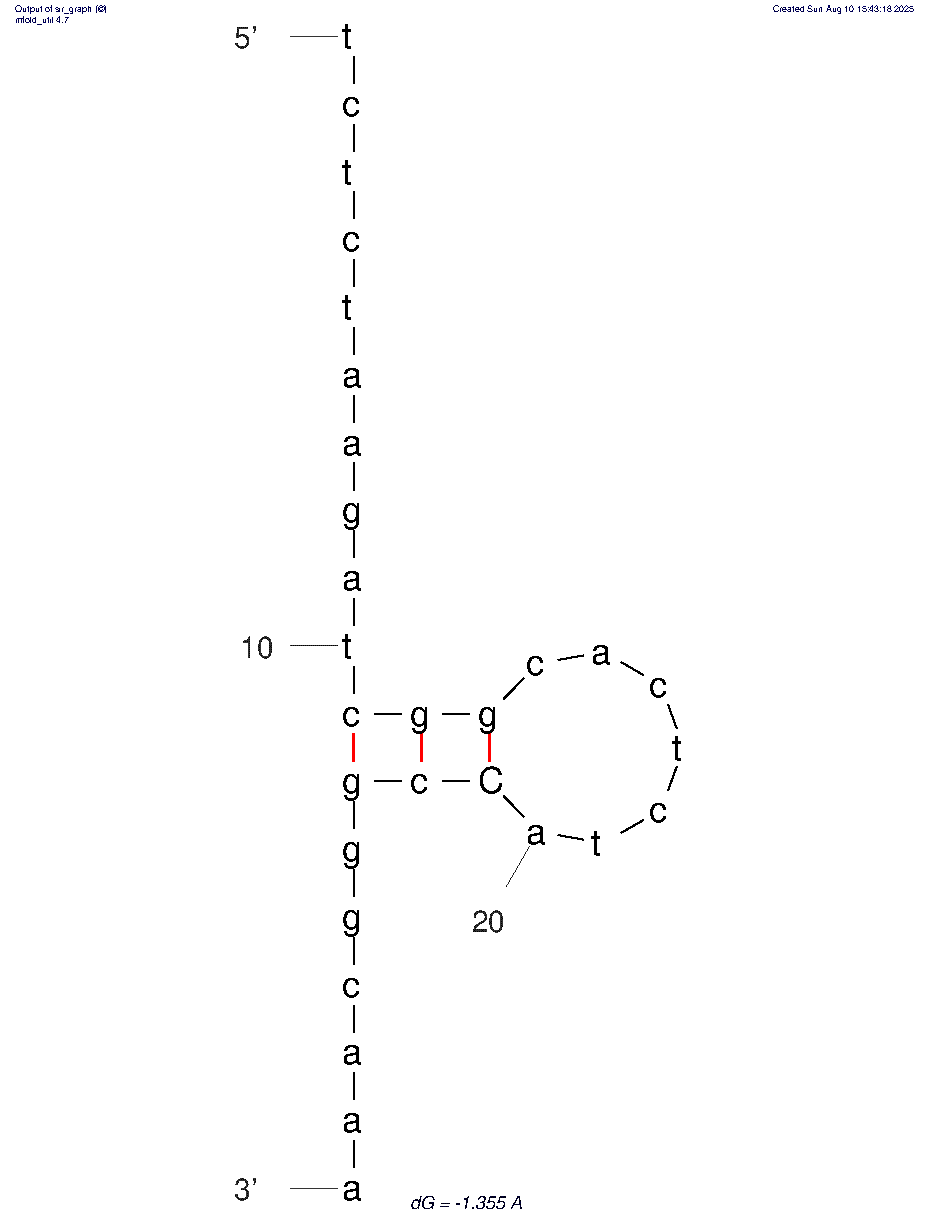 Output of sir_graph (©)
mfold_util 4.7
Created Sun Aug 10 15:43:18 2025
5' t
c
t
c
t
a
a
g
a
10 t
c g g c a c
t
g c C a t c
20
g
g
c
a
a
3' a
dG = -1.355 A